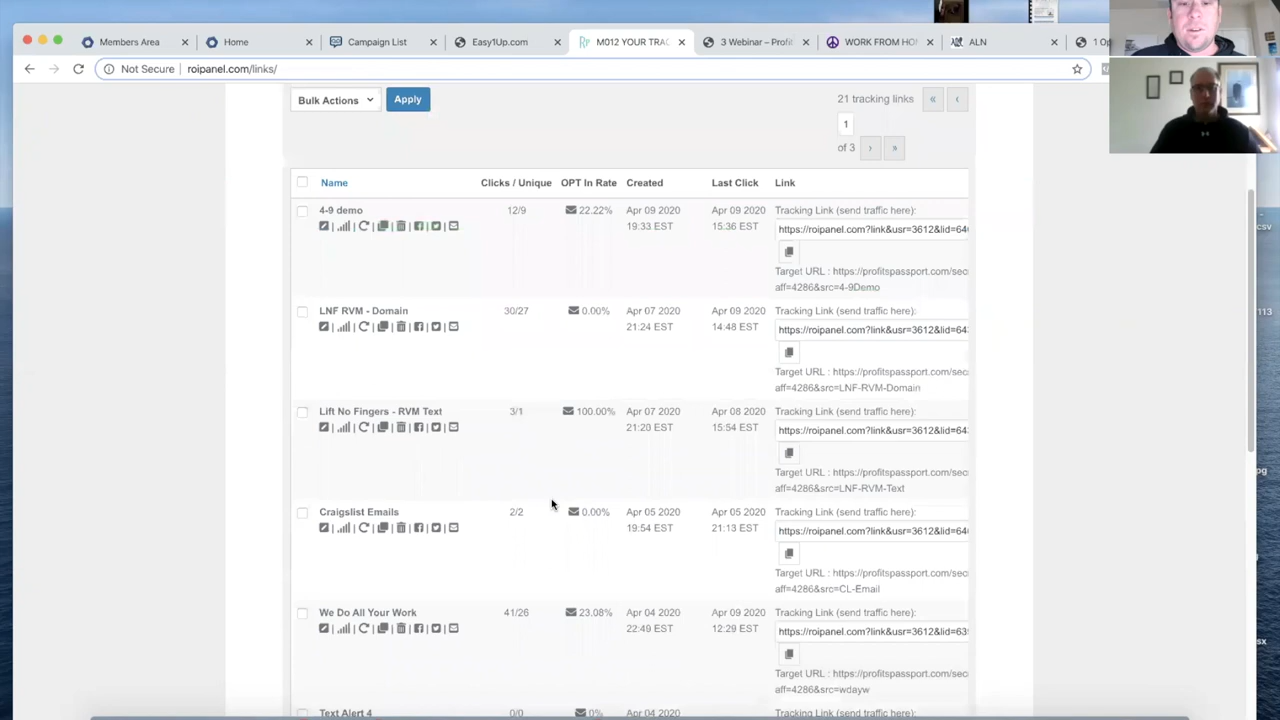 Members Area
Home
Campaign List
Easy1Up.com
M012 YOUR TRAC
3 Webinar – Profit
WORK FROM HOM
ALN
1 Op
Not Secure
roipanel.com/links/
Bulk Actions
Apply
21 tracking links
«
‹
1
of 3
›
»
Name
Clicks / Unique
OPT In Rate
Created
Last Click
Link
4-9 demo
12/9
22.22%
Apr 09 2020
19:33 EST
Apr 09 2020
15:36 EST
Tracking Link (send traffic here):
https://roipanel.com?link&usr=3612&lid=64
Target URL : https://profitspassport.com/sec
aff=4286&src=4-9Demo
LNF RVM - Domain
30/27
0.00%
Apr 07 2020
21:24 EST
Apr 09 2020
14:48 EST
Tracking Link (send traffic here):
https://roipanel.com?link&usr=3612&lid=64
Target URL : https://profitspassport.com/sec
aff=4286&src=LNF-RVM-Domain
Lift No Fingers - RVM Text
3/1
100.00%
Apr 07 2020
21:20 EST
Apr 08 2020
15:54 EST
Tracking Link (send traffic here):
https://roipanel.com?link&usr=3612&lid=64
Target URL : https://profitspassport.com/sec
aff=4286&src=LNF-RVM-Text
Craigslist Emails
2/2
0.00%
Apr 05 2020
19:54 EST
Apr 05 2020
21:13 EST
Tracking Link (send traffic here):
https://roipanel.com?link&usr=3612&lid=64
Target URL : https://profitspassport.com/sec
aff=4286&src=CL-Email
We Do All Your Work
41/26
23.08%
Apr 04 2020
22:49 EST
Apr 09 2020
12:29 EST
Tracking Link (send traffic here):
https://roipanel.com?link&usr=3612&lid=63
Target URL : https://profitspassport.com/sec
aff=4286&src=wdayw
Text Alert 4
0/0
0%
Apr 04 2020
Tracking Link (send traffic here):
csv
113